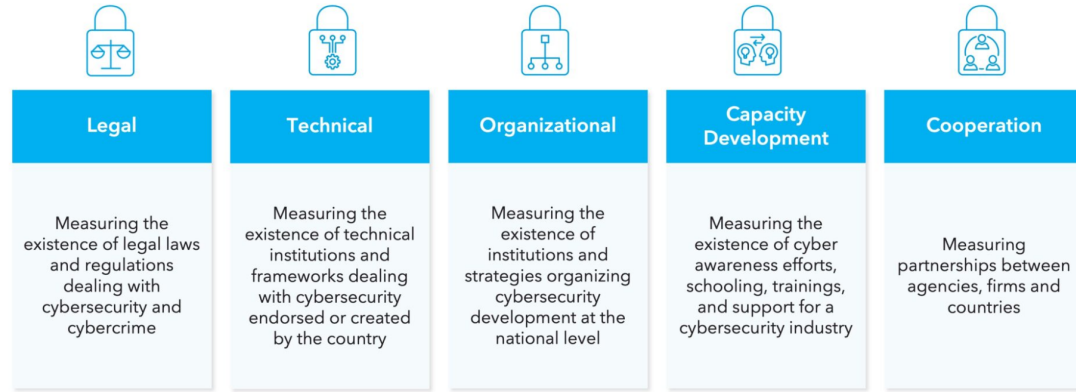 Legal
Measuring the
existence of legal laws
and regulations
dealing with
cybersecurity and
cybercrime
Technical
Measuring the
existence of technical
institutions and
frameworks dealing
with cybersecurity
endorsed or created
by the country
Organizational
Measuring the
existence of
institutions and
strategies organizing
cybersecurity
development at the
national level
Capacity
Development
Measuring the
existence of cyber
awareness efforts,
schooling, trainings,
and support for a
cybersecurity industry
Cooperation
Measuring
partnerships between
agencies, firms and
countries